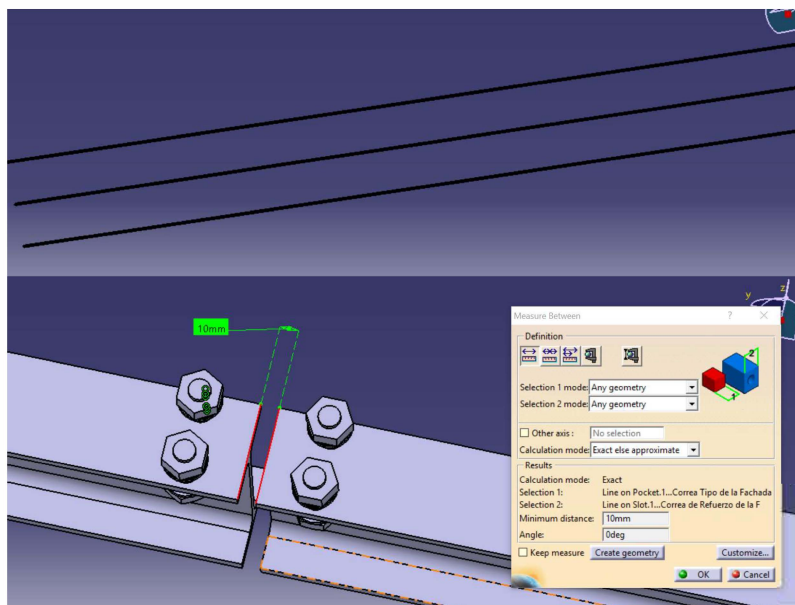 y
z
10mm
Measure Between
Definition
2
1
Selection 1 mode: Any geometry
Selection 2 mode: Any geometry
Other axis : No selection
Calculation mode: Exact else approximate
Results
Calculation mode: Exact
Selection 1: Line on Pocket.1...Correa Tipo de la Fachada
Selection 2: Line on Slot.1...Correa de Refuerzo de la F
Minimum distance: 10mm
Angle: 0deg
Keep measure Create geometry Customize...
OK Cancel